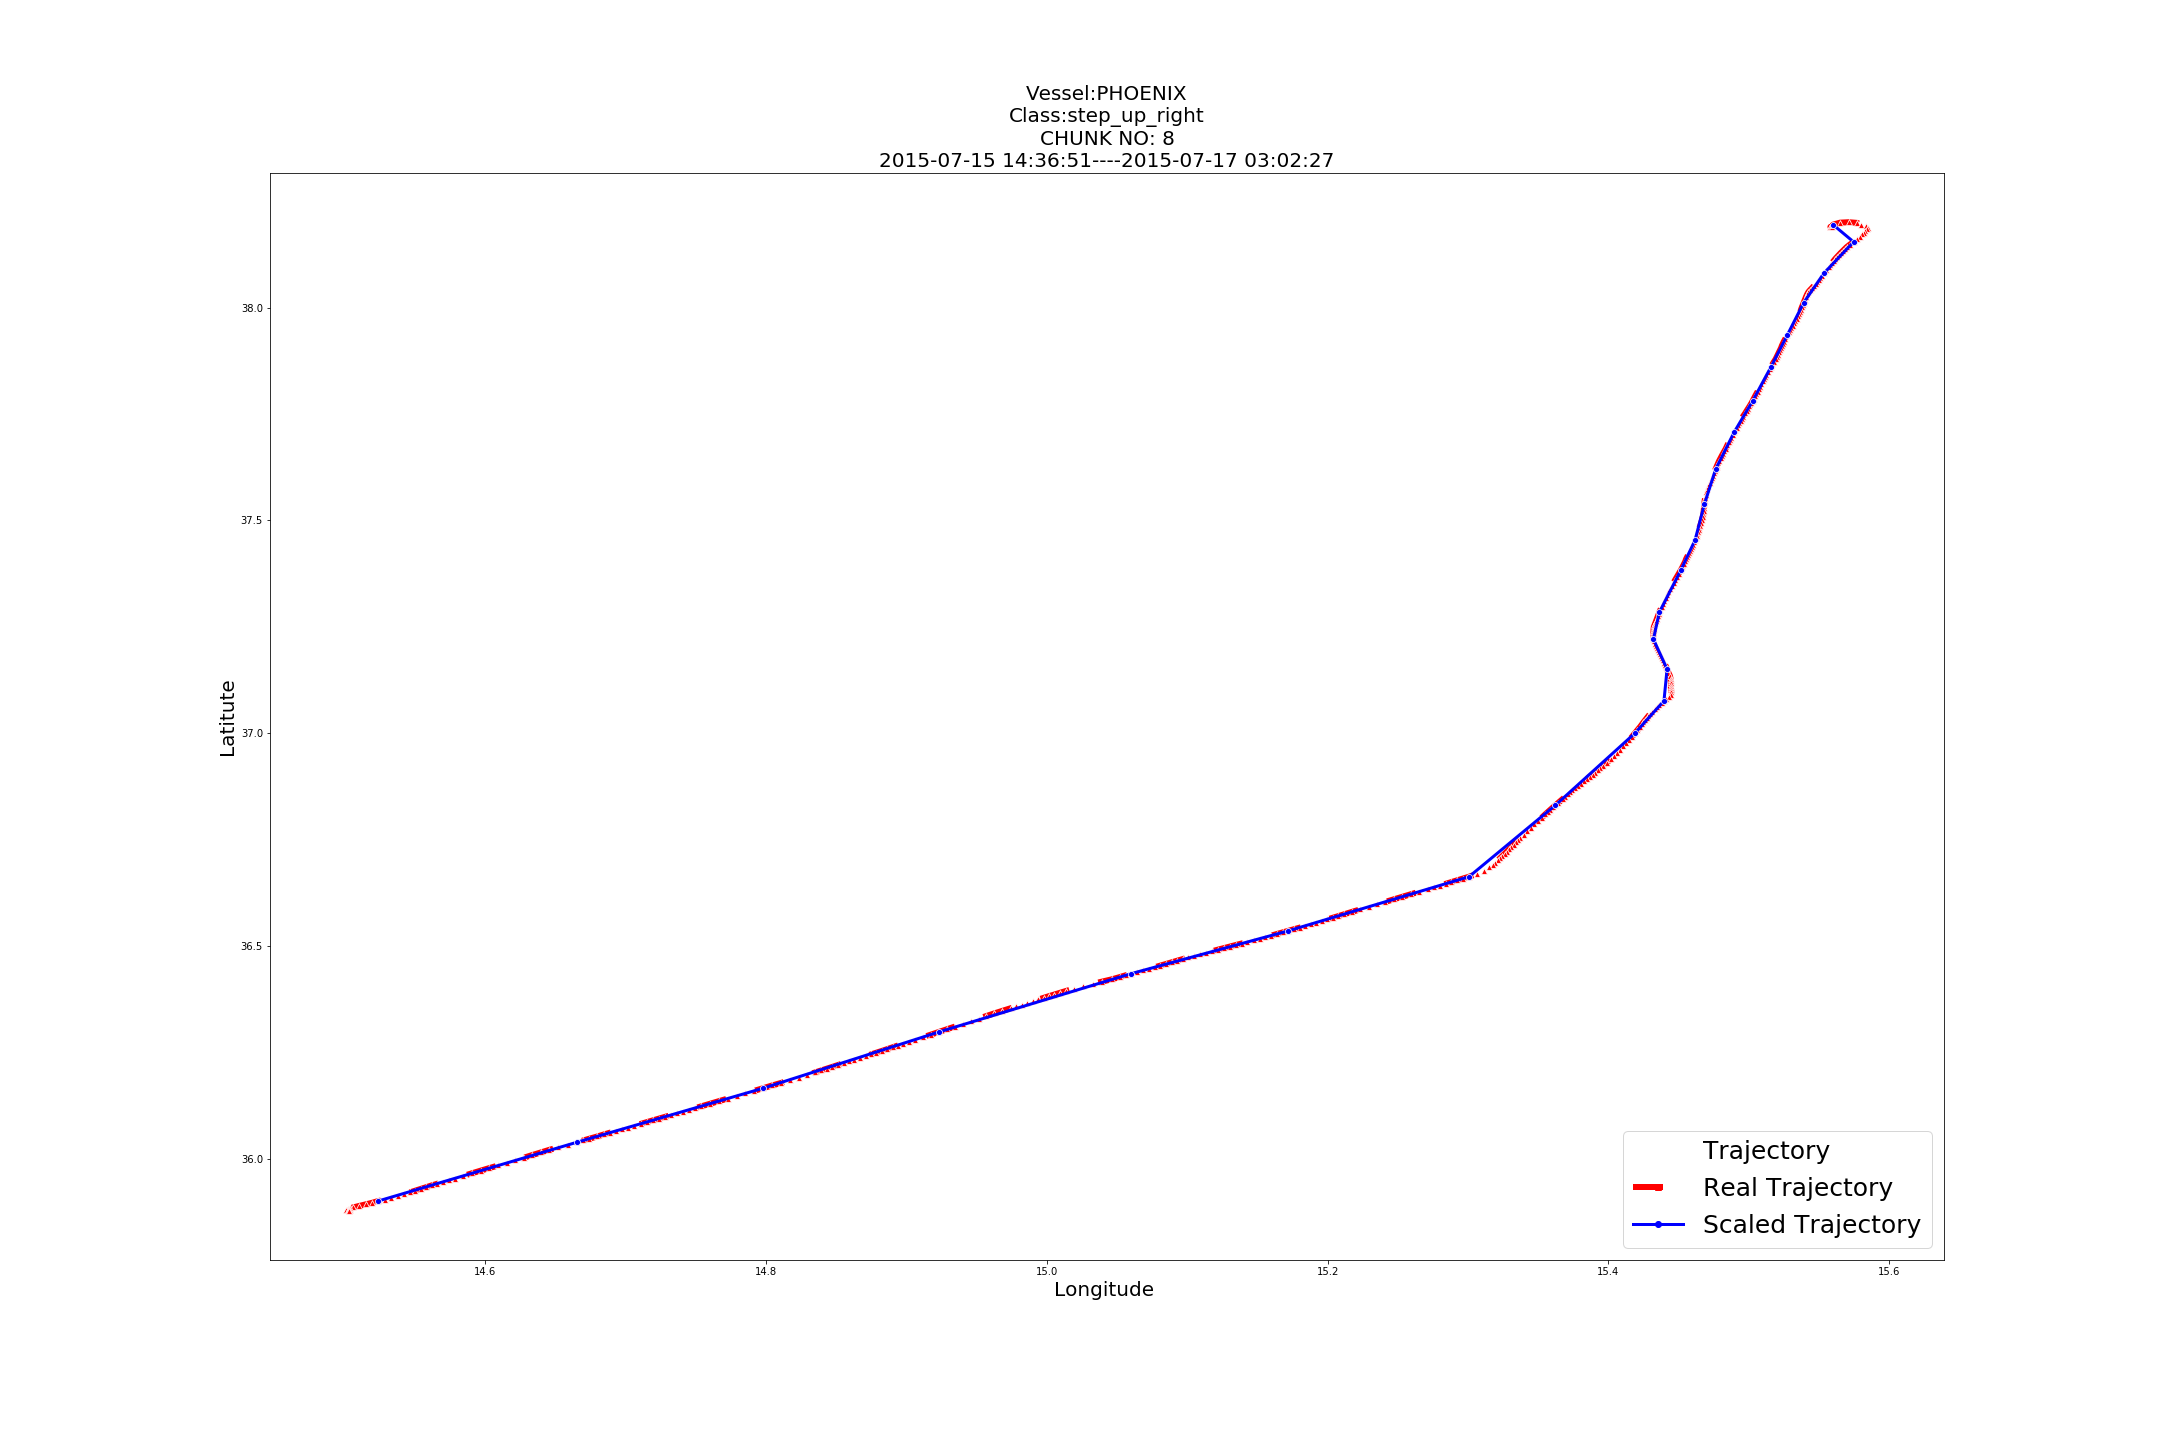 Vessel:PHOENIX
Class:step_up_right
CHUNK NO: 8
2015-07-15 14:36:51----2015-07-17 03:02:27
38.0
37.5
37.0
36.5
36.0
Latitute
14.6
14.8
15.0
15.2
15.4
15.6
Longitude
Trajectory
Real Trajectory
Scaled Trajectory